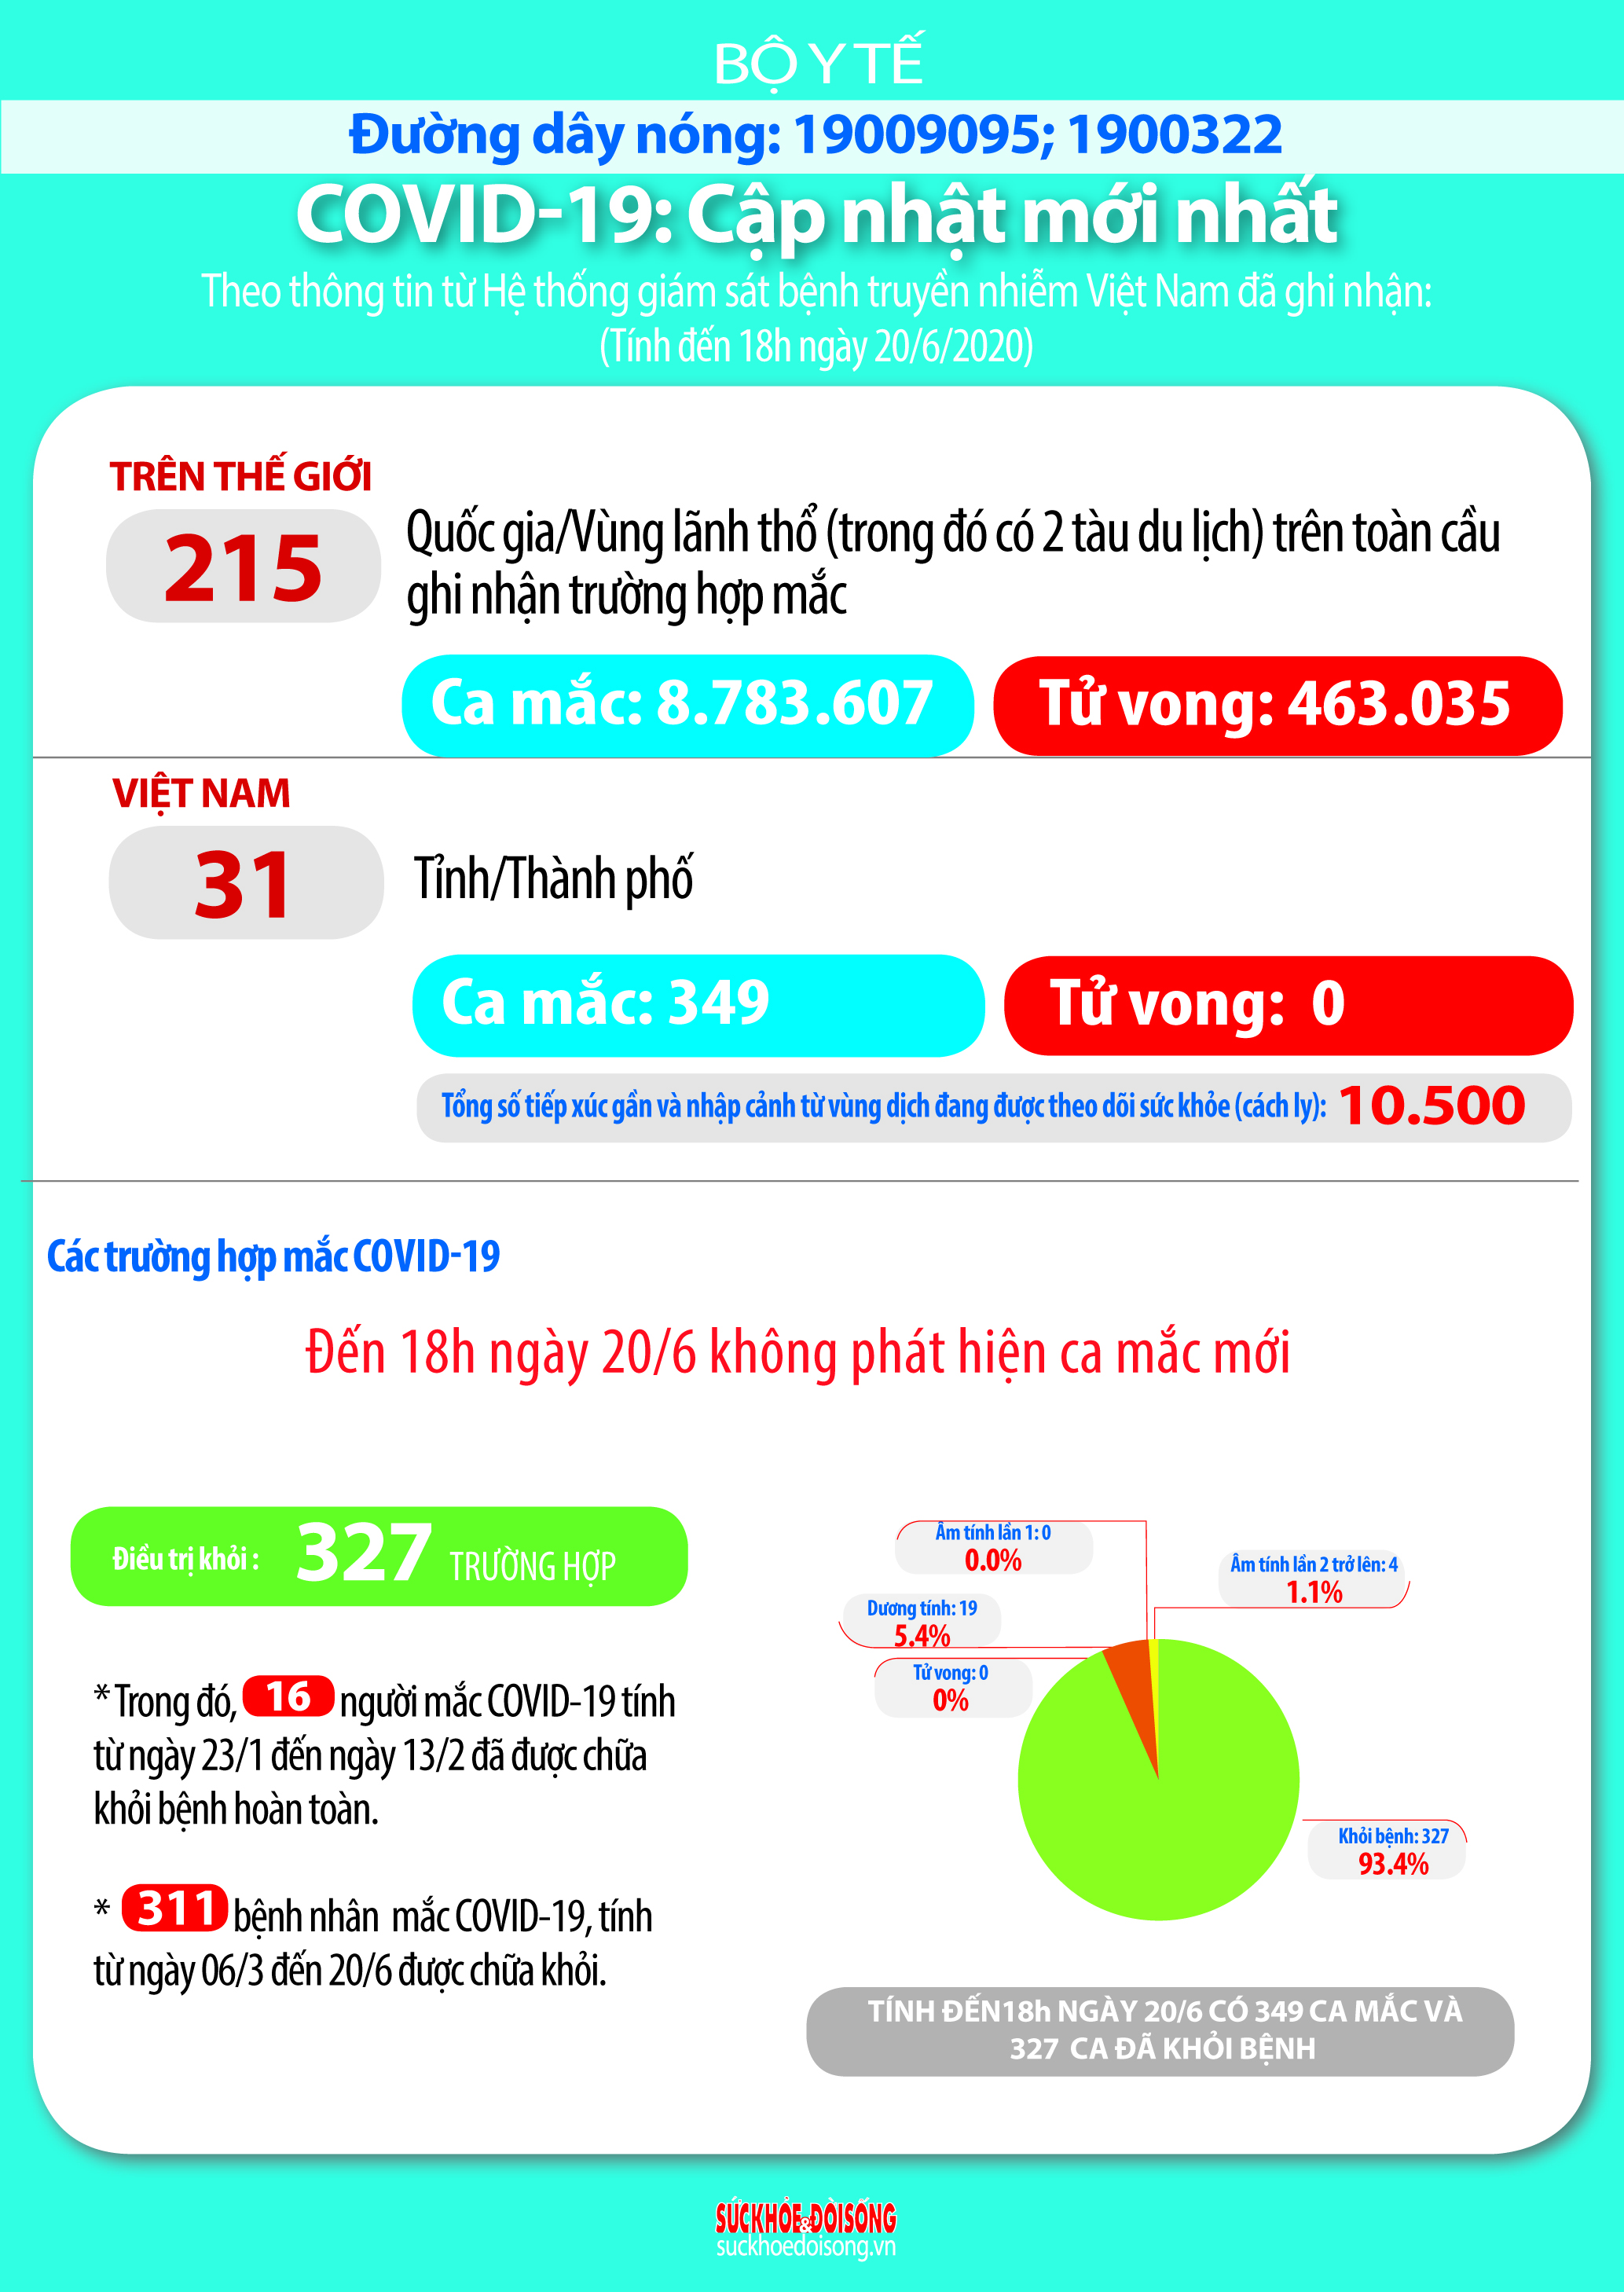 BỘ Y TẾ
Đường dây nóng: 19009095; 1900322
COVID-19: Cập nhật mới nhất
Theo thông tin từ Hệ thống giám sát bệnh truyền nhiễm Việt Nam đã ghi nhận:
(Tính đến 18h ngày 20/6/2020)
TRÊN THẾ GIỚI
215
Quốc gia/Vùng lãnh thổ (trong đó có 2 tàu du lịch) trên toàn cầu
ghi nhận trường hợp mắc
Ca mắc: 8.783.607
Tử vong: 463.035
VIỆT NAM
31
Tỉnh/Thành phố
Ca mắc: 349
Tử vong: 0
Tổng số tiếp xúc gần và nhập cảnh từ vùng dịch đang được theo dõi sức khỏe (cách ly): 10.500
Các trường hợp mắc COVID-19
Đến 18h ngày 20/6 không phát hiện ca mắc mới
Điều trị khỏi : 327 TRƯỜNG HỢP
* Trong đó, 16 người mắc COVID-19 tính
từ ngày 23/1 đến ngày 13/2 đã được chữa
khỏi bệnh hoàn toàn.
* 311 bệnh nhân mắc COVID-19, tính
từ ngày 06/3 đến 20/6 được chữa khỏi.
Âm tính lần 1: 0
0.0%
Âm tính lần 2 trở lên: 4
1.1%
Dương tính: 19
5.4%
Tử vong: 0
0%
Khỏi bệnh: 327
93.4%
TÍNH ĐẾN18h NGÀY 20/6 CÓ 349 CA MẮC VÀ
327 CA ĐÃ KHỎI BỆNH
SỨC KHỎE & ĐỜI SỐNG
suckhoedoisong.vn